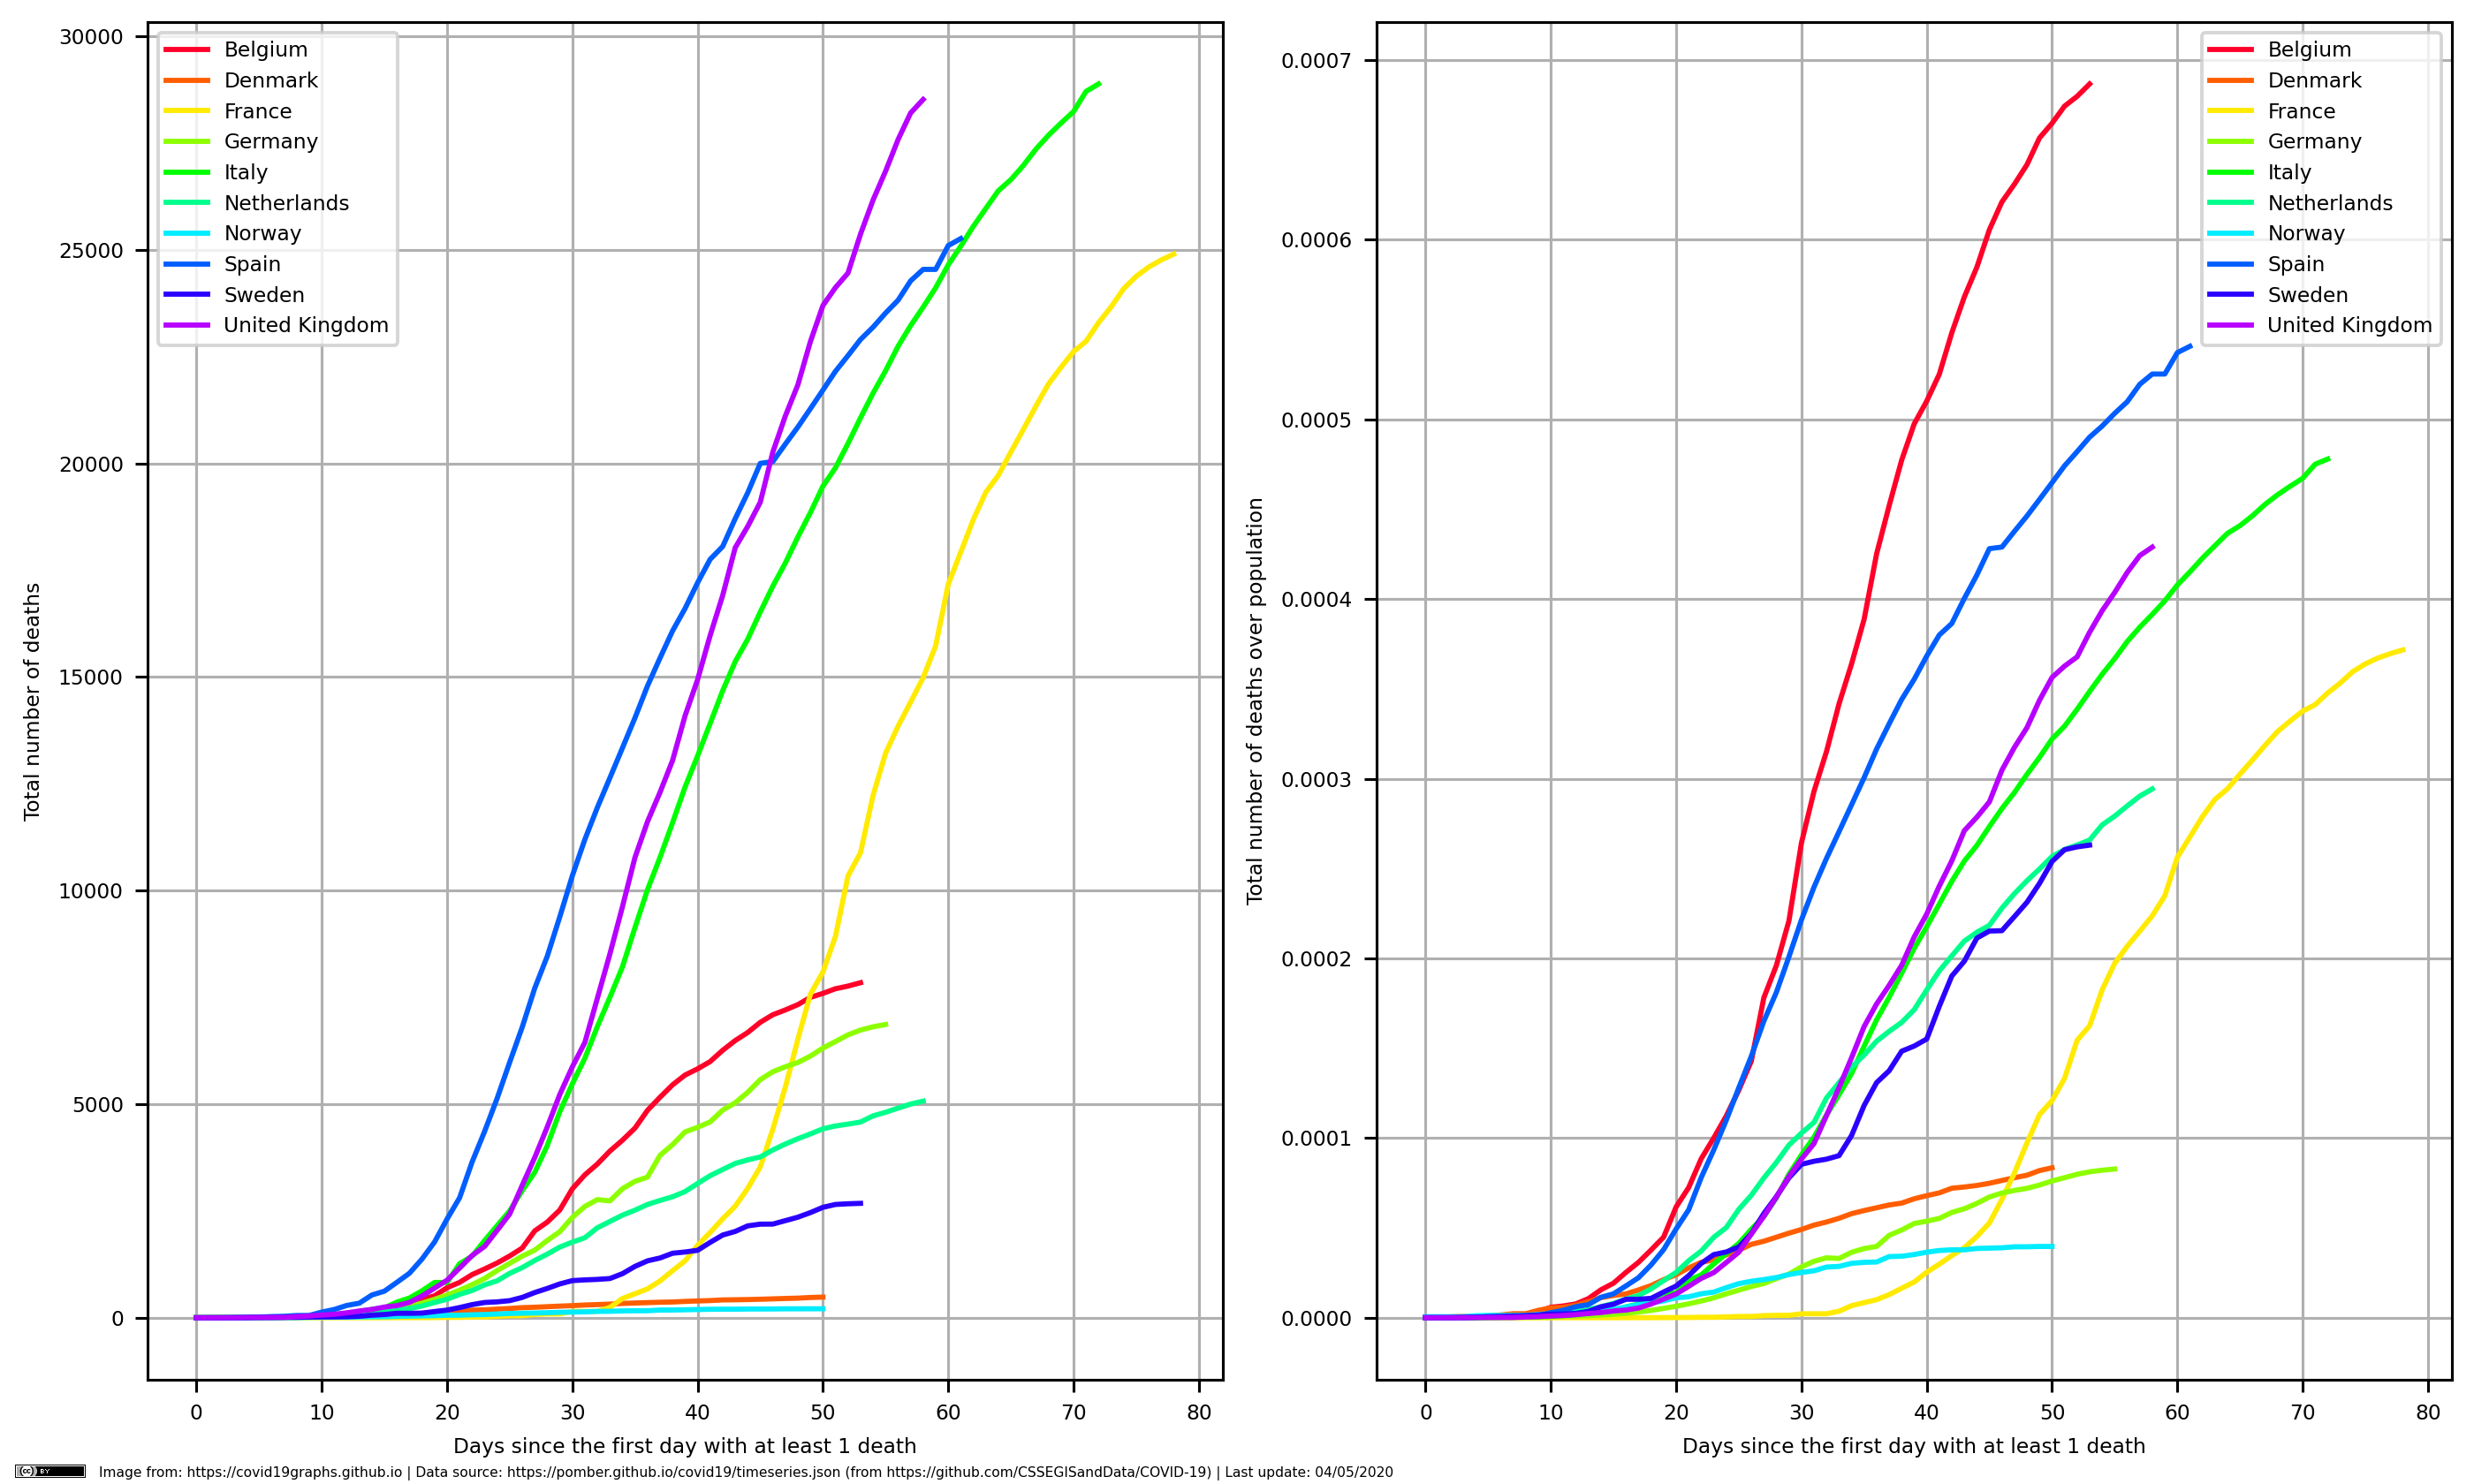 30000
25000
20000
15000
10000
5000
0
Total number of deaths
Belgium
Denmark
France
Germany
Italy
Netherlands
Norway
Spain
Sweden
United Kingdom
0 10 20 30 40 50 60 70 80
Days since the first day with at least 1 death
0.0007
0.0006
0.0005
0.0004
0.0003
0.0002
0.0001
0.0000
Total number of deaths over population
Belgium
Denmark
France
Germany
Italy
Netherlands
Norway
Spain
Sweden
United Kingdom
0 10 20 30 40 50 60 70 80
Days since the first day with at least 1 death
(cc) BY Image from: https://covid19graphs.github.io | Data source: https://pomber.github.io/covid19/timeseries.json (from https://github.com/CSSEGISandData/COVID-19) | Last update: 04/05/2020